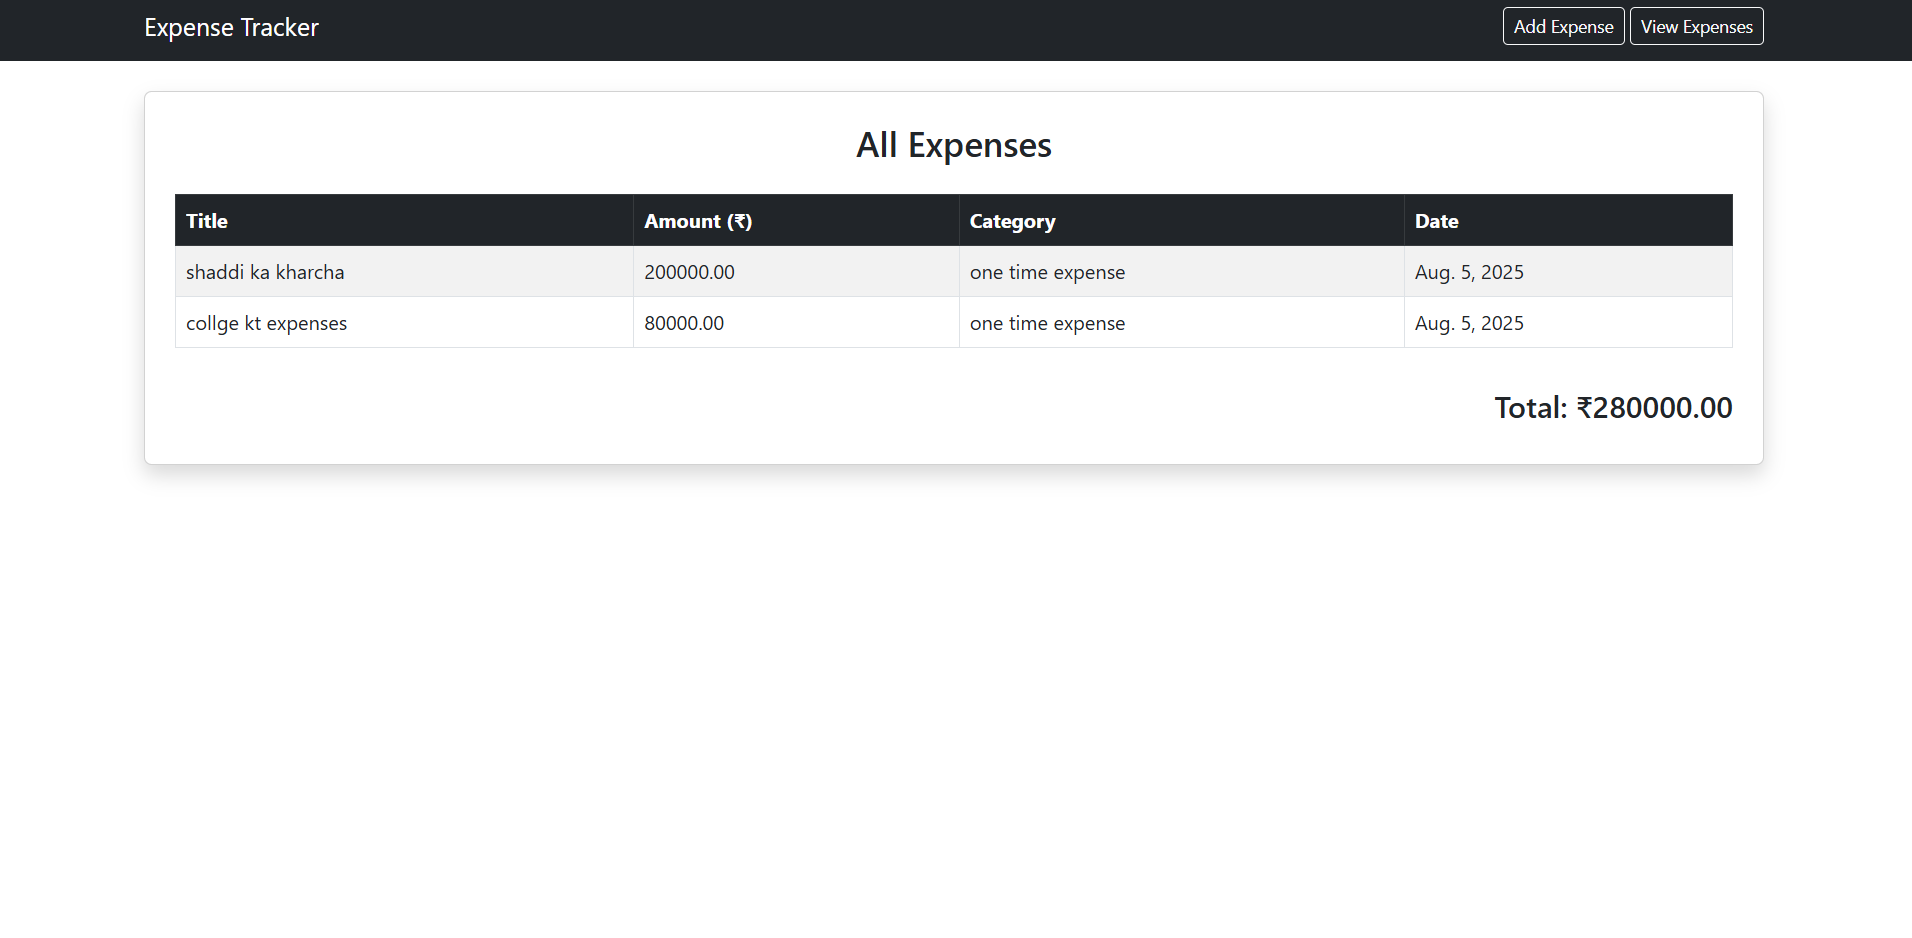 Expense Tracker Add Expense View Expenses
All Expenses
Title Amount (₹) Category Date
shaddi ka kharcha 200000.00 one time expense Aug. 5, 2025
collge kt expenses 80000.00 one time expense Aug. 5, 2025
Total: ₹280000.00